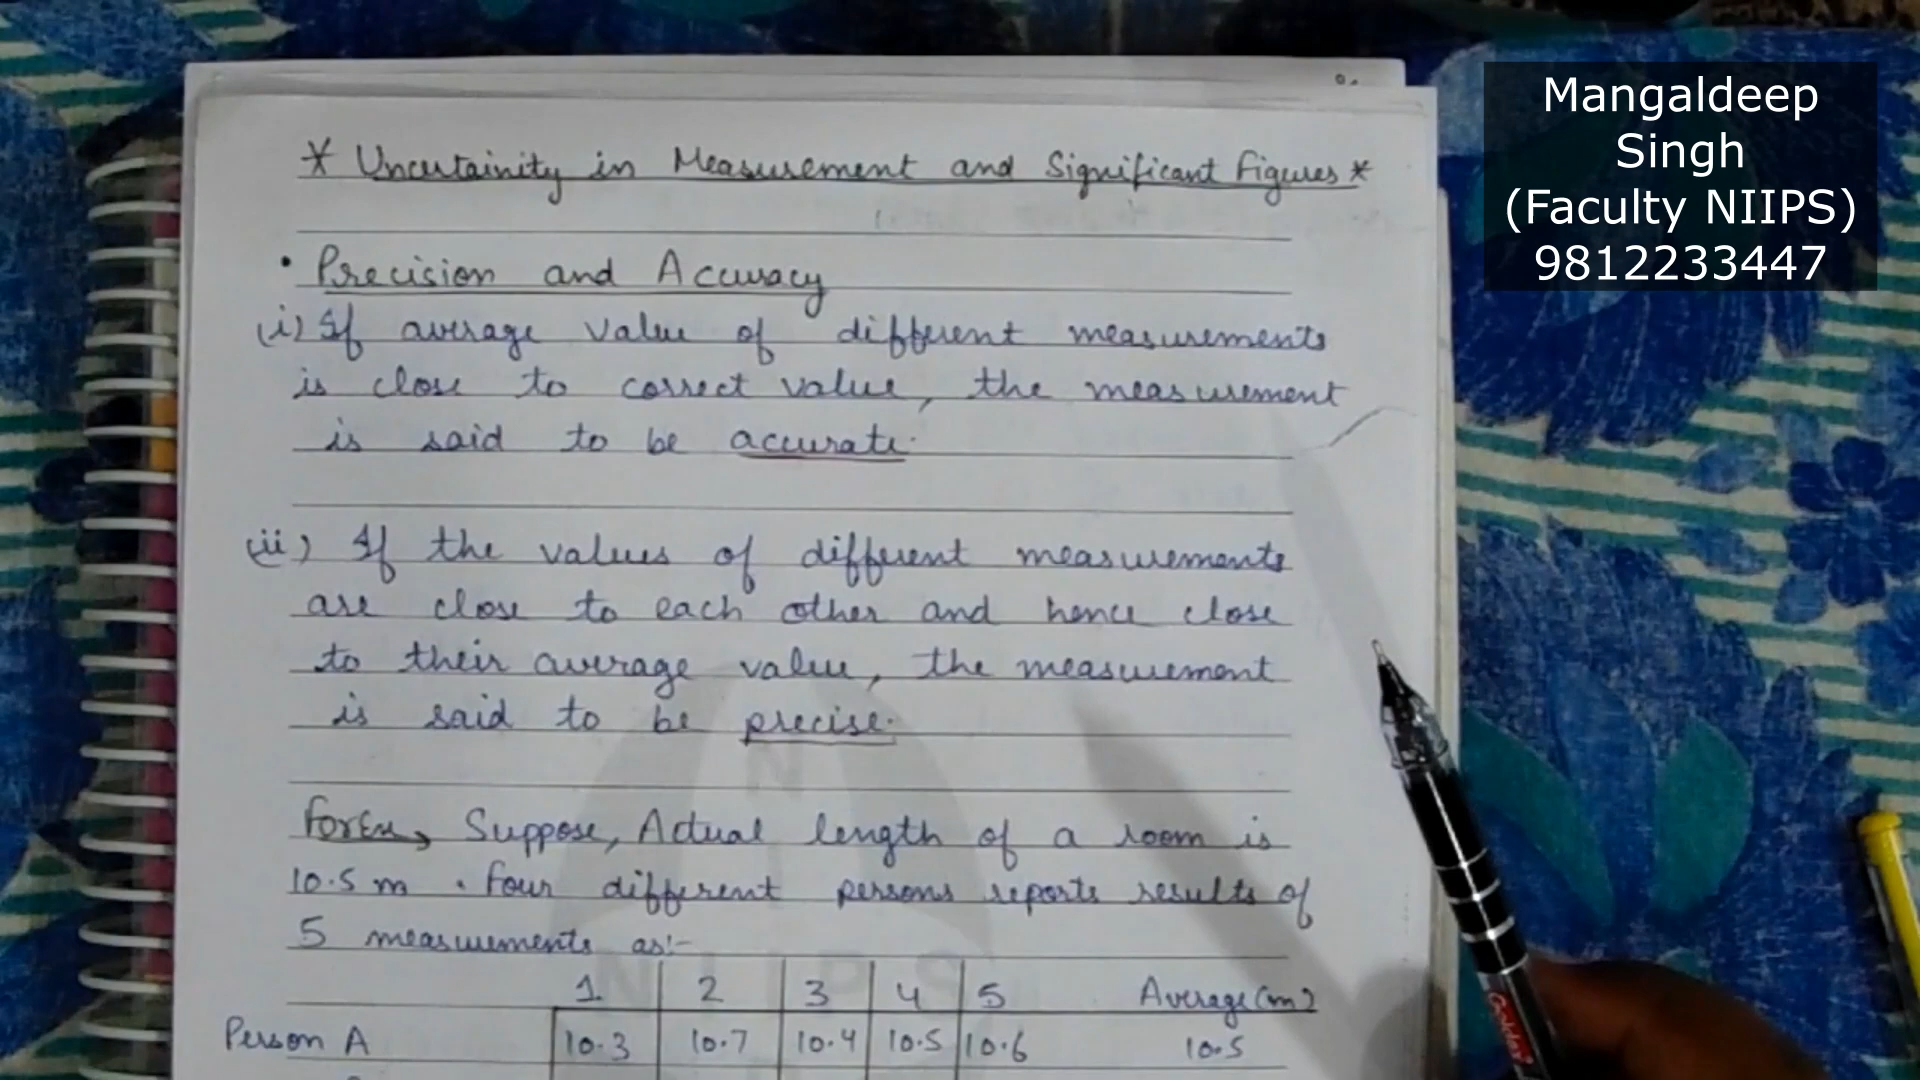 * Uncertainity in Measurement and Significant Figures *
• Precision and Accuracy
(i) If average value of different measurements
is close to correct value, the measurement
is said to be accurate.
(ii) If the values of different measurements
are close to each other and hence close
to their average value, the measurement
is said to be precise.
For Ex → Suppose, Actual length of a room is
10.5 m . Four different persons reports results of
5 measurements as:-
1 2 3 4 5 Average (m)
Person A 10.3 10.7 10.4 10.5 10.6 10.5
N
NIIPS
Mangaldeep
Singh
(Faculty NIIPS)
9812233447